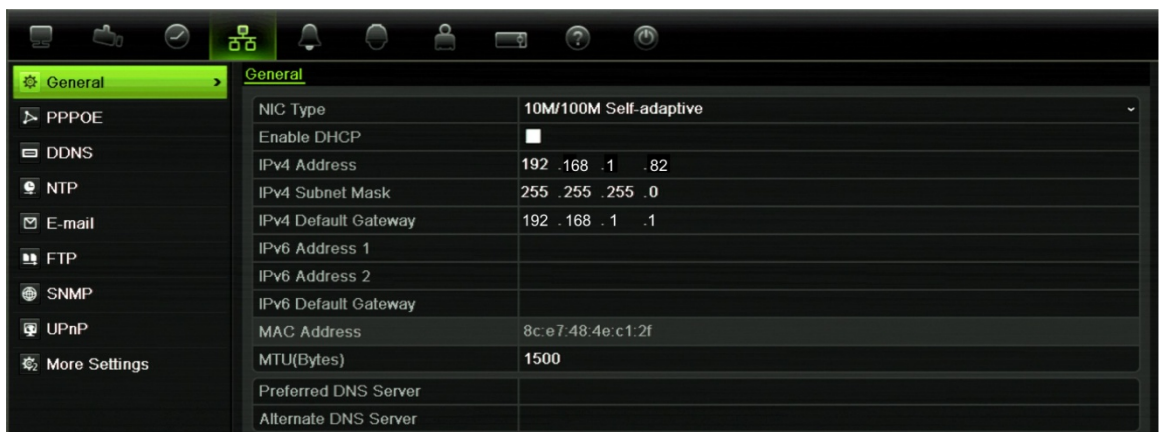 General
PPPOE
DDNS
NTP
E-mail
FTP
SNMP
UPnP
More Settings
General
NIC Type 10M/100M Self-adaptive
Enable DHCP
IPv4 Address 192 .168 .1 .82
IPv4 Subnet Mask 255 .255 .255 .0
IPv4 Default Gateway 192 .168 .1 .1
IPv6 Address 1
IPv6 Address 2
IPv6 Default Gateway
MAC Address 8c:e7:48:4e:c1:2f
MTU(Bytes) 1500
Preferred DNS Server
Alternate DNS Server